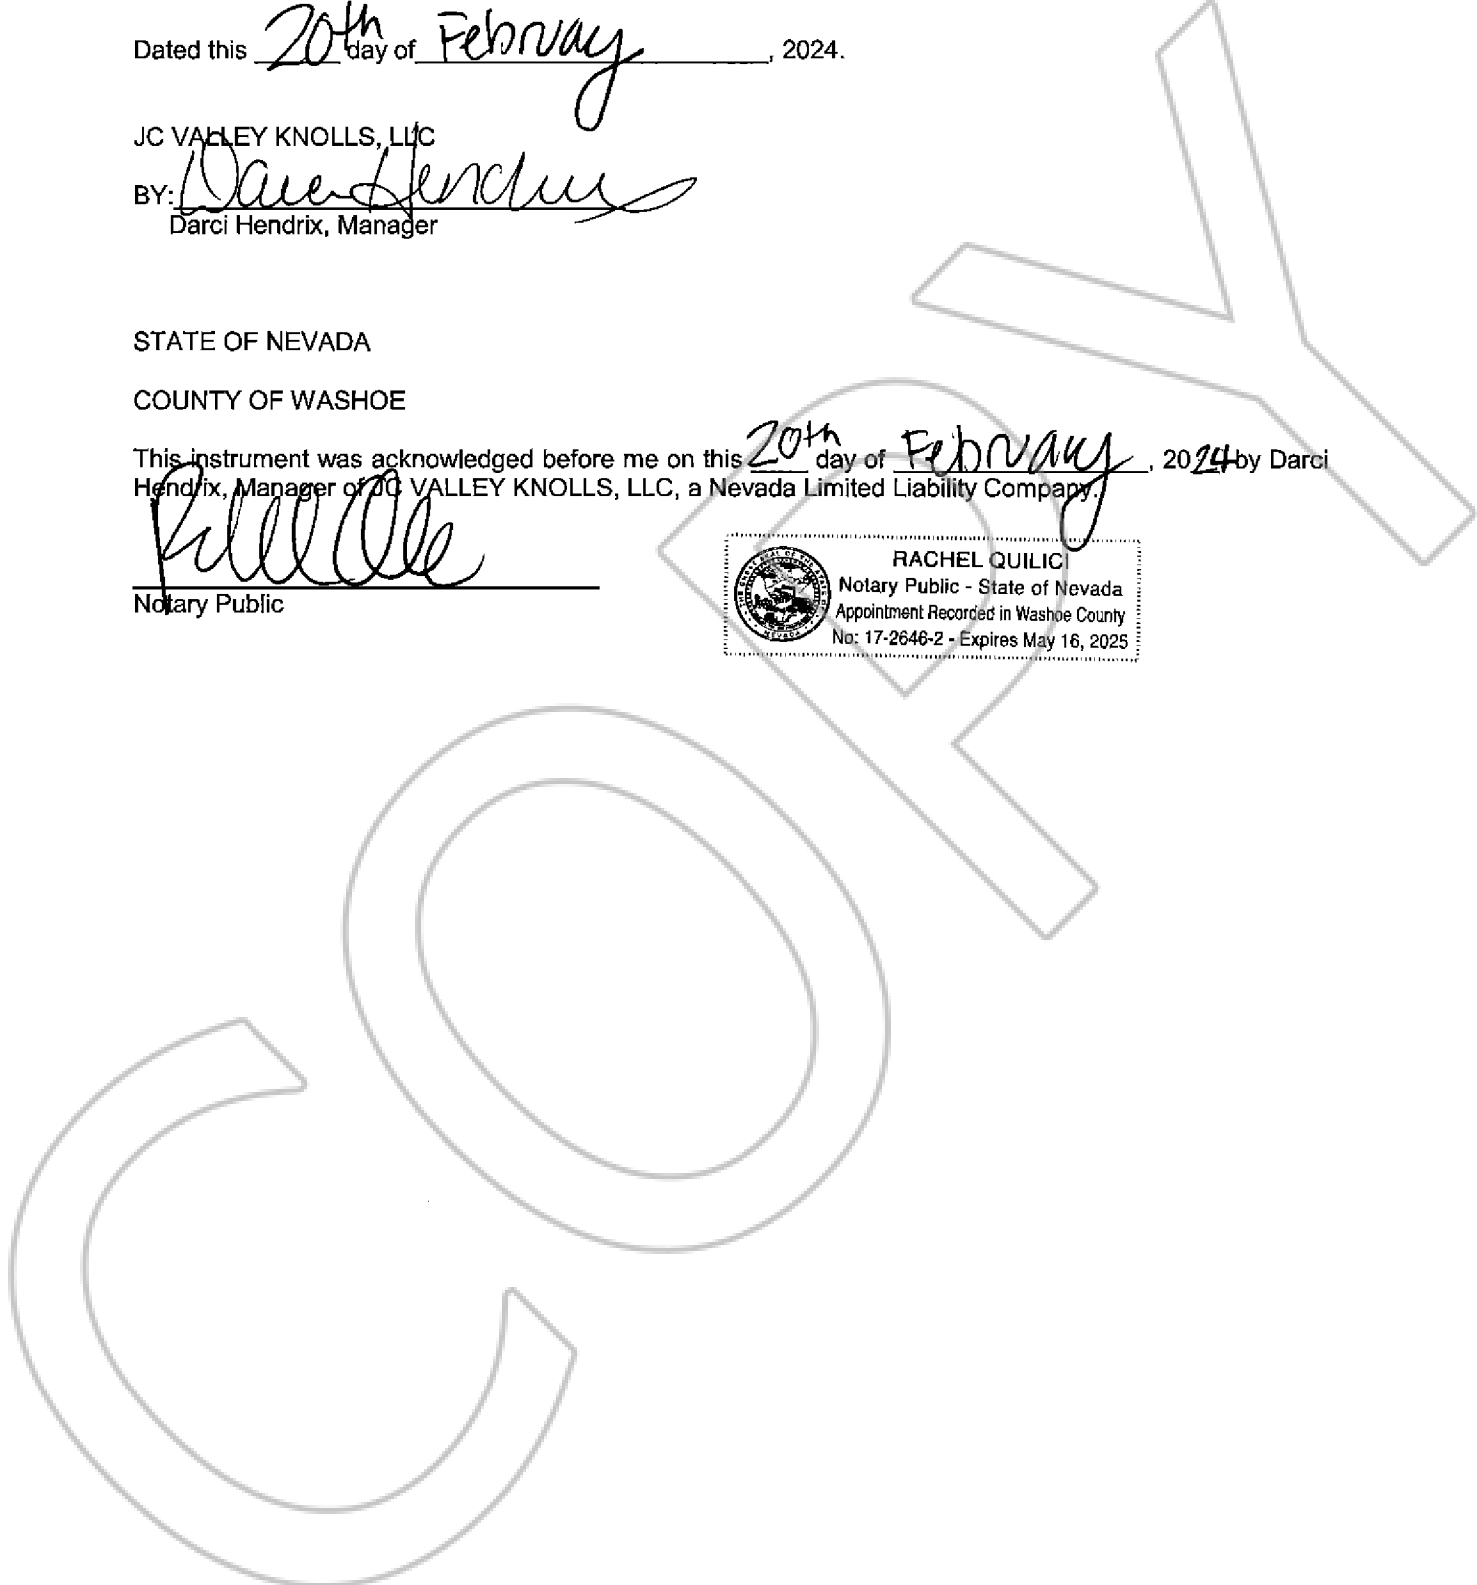 Dated this 20th day of February, 2024.
JC VALLEY KNOLLS, LLC
BY: Darci Hendrix
Darci Hendrix, Manager
STATE OF NEVADA
COUNTY OF WASHOE
This instrument was acknowledged before me on this 20th day of February, 2024 by Darci
Hendrix, Manager of JC VALLEY KNOLLS, LLC, a Nevada Limited Liability Company.
Notary Public
RACHEL QUILICI
Notary Public - State of Nevada
Appointment Recorded in Washoe County
No: 17-2646-2 - Expires May 16, 2025
COPY